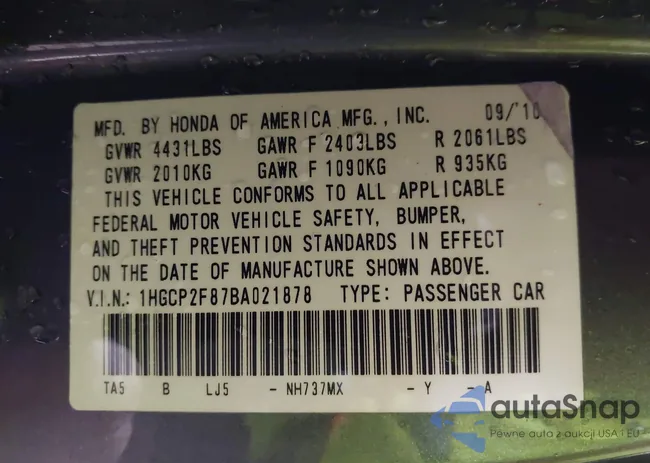 MFD. BY HONDA OF AMERICA MFG., INC. 09/'10
GVWR 4431LBS GAWR F 2403LBS R 2061LBS
GVWR 2010KG GAWR F 1090KG R 935KG
THIS VEHICLE CONFORMS TO ALL APPLICABLE
FEDERAL MOTOR VEHICLE SAFETY, BUMPER,
AND THEFT PREVENTION STANDARDS IN EFFECT
ON THE DATE OF MANUFACTURE SHOWN ABOVE.
V.I.N.: 1HGCP2F87BA021878 TYPE: PASSENGER CAR
TA5 B LJ5 - NH737MX - Y - A
autaSnap
Pewne auta z aukcji USA i EU